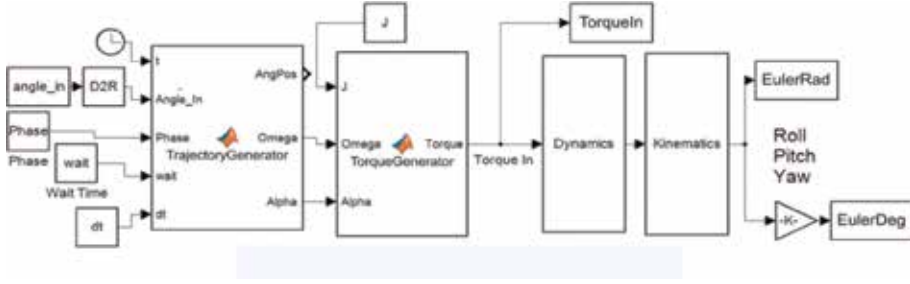 J
TorqueIn
t
AngPos
angle_in
D2R
Angle_In
J
EulerRad
Phase
Phase
Omega
Omega
Torque
Dynamics
Kinematics
TrajectoryGenerator
TorqueGenerator
Torque In
Phase
wait
wait
Wait Time
Roll
Pitch
Yaw
Alpha
Alpha
dt
dt
-K-
EulerDeg